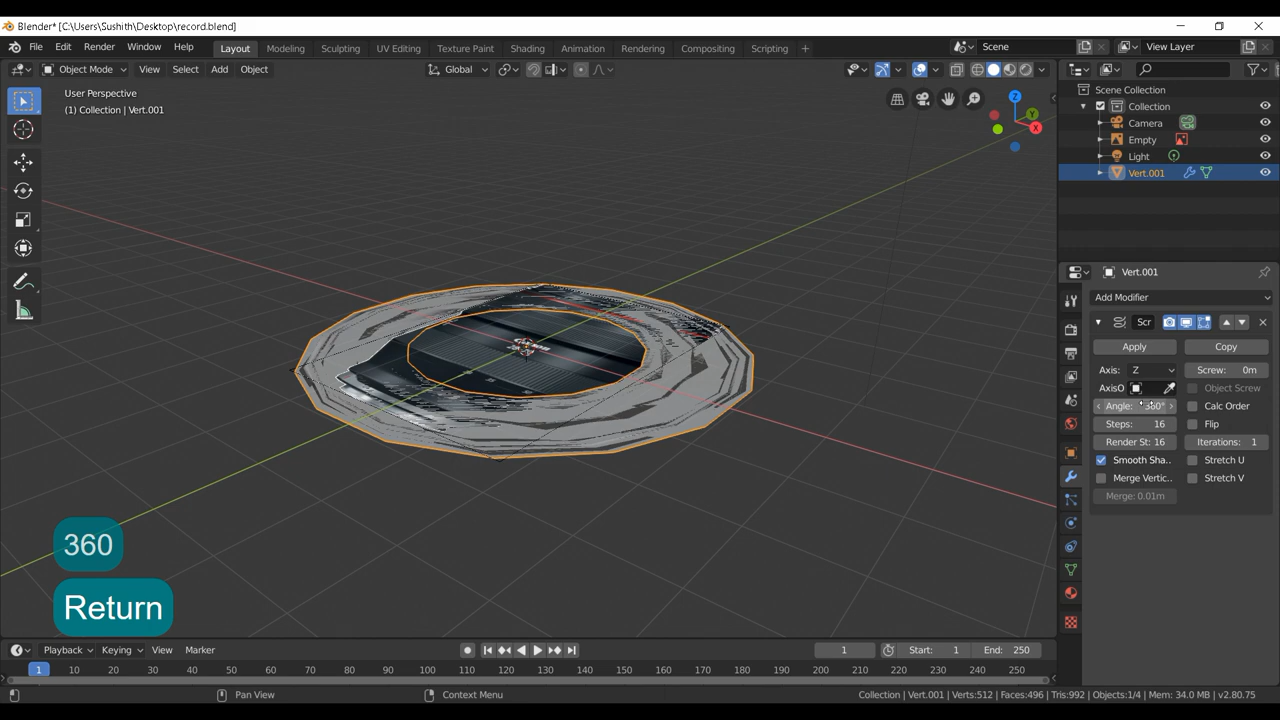 Blender* [C:\Users\Sushith\Desktop\record.blend]
File Edit Render Window Help Layout Modeling Sculpting UV Editing Texture Paint Shading Animation Rendering Compositing Scripting + Scene View Layer
Object Mode View Select Add Object Global
User Perspective
(1) Collection | Vert.001
Z
Y
X
Scene Collection
Collection
Camera
Empty
Light
Vert.001
Vert.001
Add Modifier
Scr
Apply Copy
Axis: Z Screw: 0m
AxisO Object Screw
Angle: 360° Calc Order
Steps: 16 Flip
Render St: 16 Iterations: 1
Smooth Sha.. Stretch U
Merge Vertic.. Stretch V
Merge: 0.01m
360
Return
Playback Keying View Marker 1 Start: 1 End: 250
1 10 20 30 40 50 60 70 80 90 100 110 120 130 140 150 160 170 180 190 200 210 220 230 240 250
Pan View Context Menu Collection | Vert.001 | Verts:512 | Faces:496 | Tris:992 | Objects:1/4 | Mem: 34.0 MB | v2.80.75